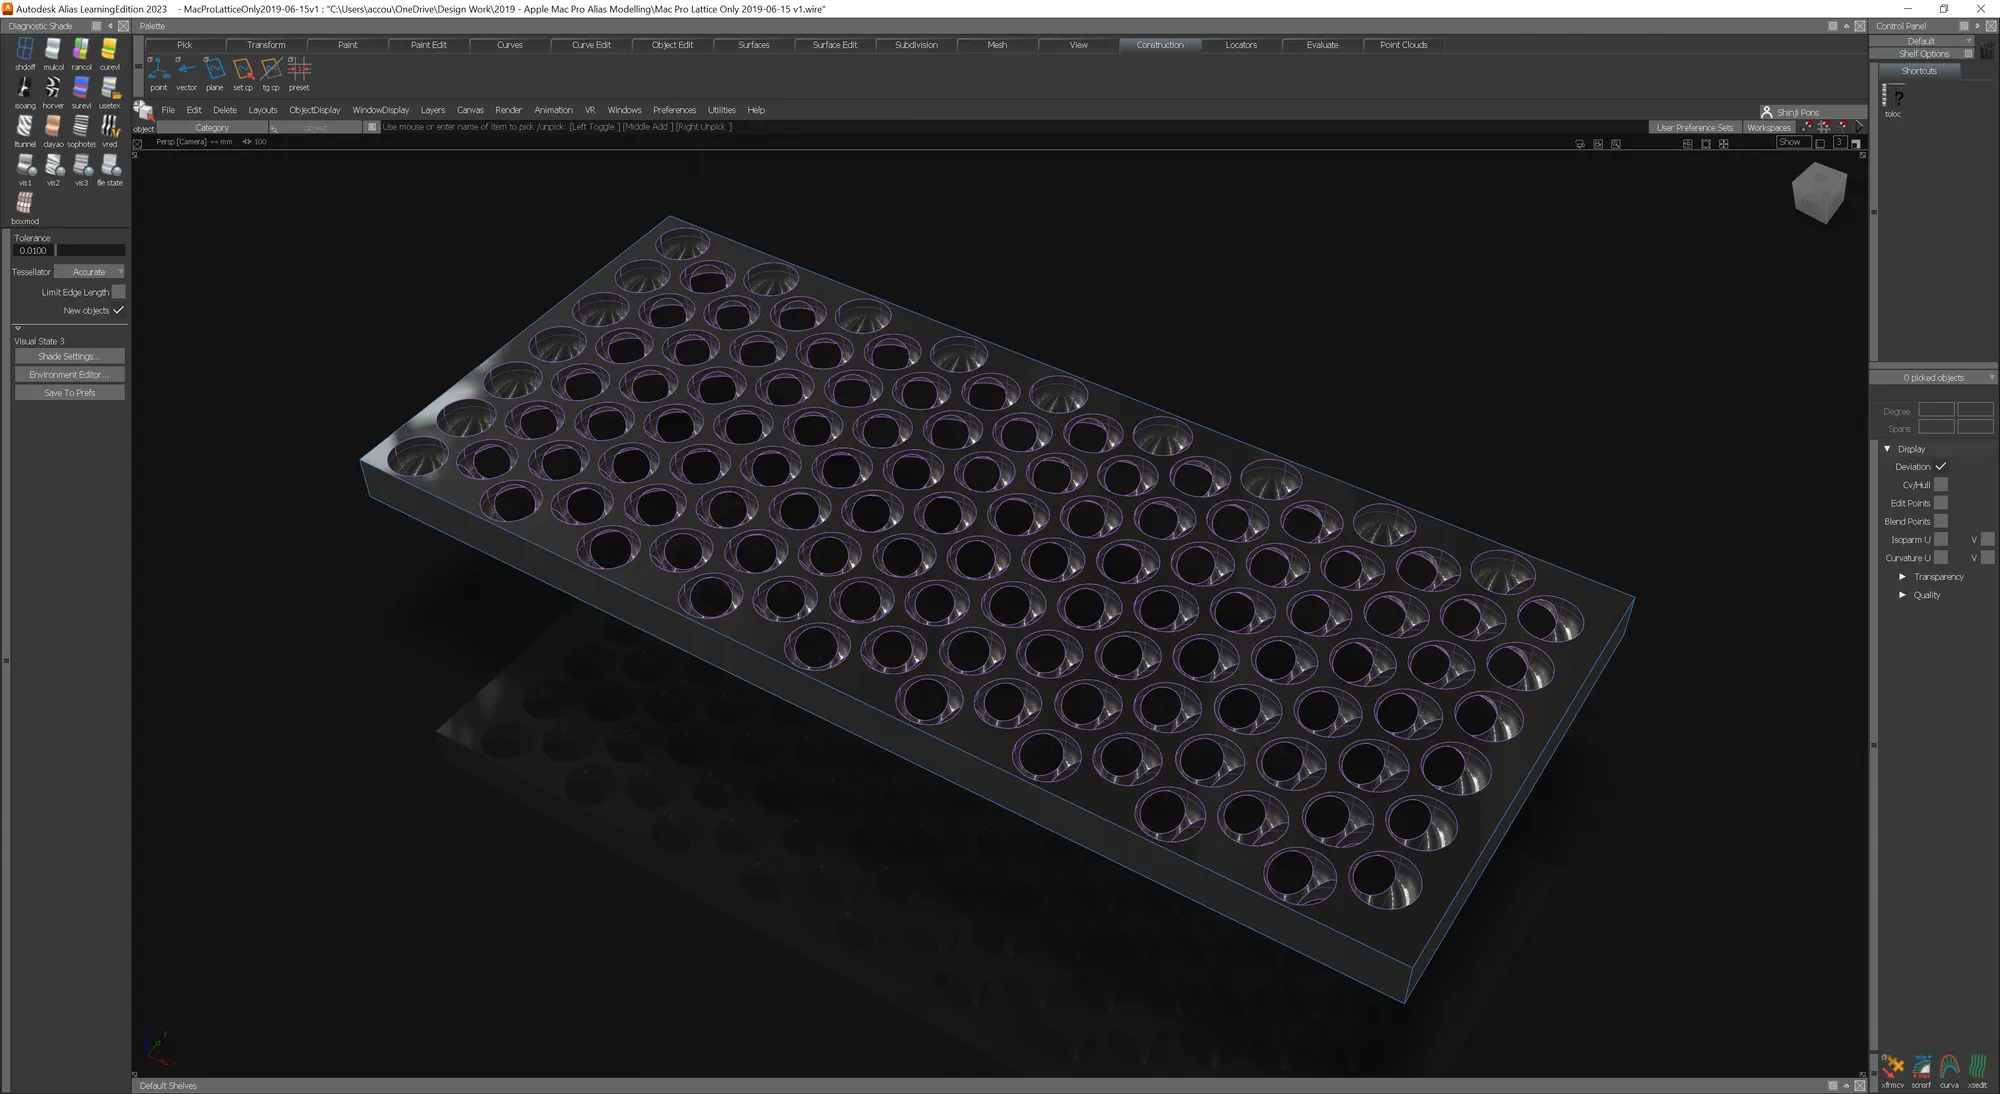 Autodesk Alias LearningEdition 2023 - MacProLatticeOnly2019-06-15v1 : "C:\Users\accou\OneDrive\Design Work\2019 - Apple Mac Pro Alias Modelling\Mac Pro Lattice Only 2019-06-15 v1.wire"
Diagnostic Shade
Palette
Control Panel
Pick Transform Paint Paint Edit Curves Curve Edit Object Edit Surfaces Surface Edit Subdivision Mesh View Construction Locators Evaluate Point Clouds
Default
Shelf Options
shdoff mulcol rancol curevl
Shortcuts
point vector plane set cp tg cp preset
isoang horver surevl usetex
File Edit Delete Layouts ObjectDisplay WindowDisplay Layers Canvas Render Animation VR Windows Preferences Utilities Help
Shinji Pons
toloc
object Category object Use mouse or enter name of item to pick /unpick: [Left Toggle ] [Middle Add ] [Right Unpick ]
User Preference Sets Workspaces
Persp [Camera] mm 100
Show 3
ltunnel clayao sophotes vred
vis1 vis2 vis3 file state
boxmod
Tolerance
0.0100
Tessellator Accurate
Limit Edge Length
New objects
Visual State 3
Shade Settings...
Environment Editor...
Save To Prefs
0 picked objects
Degree
Spans
Display
Deviation
Cv/Hull
Edit Points
Blend Points
Isoparm U V
Curvature U V
Transparency
Quality
xfrmcv scnsrf curva xsedit
Default Shelves